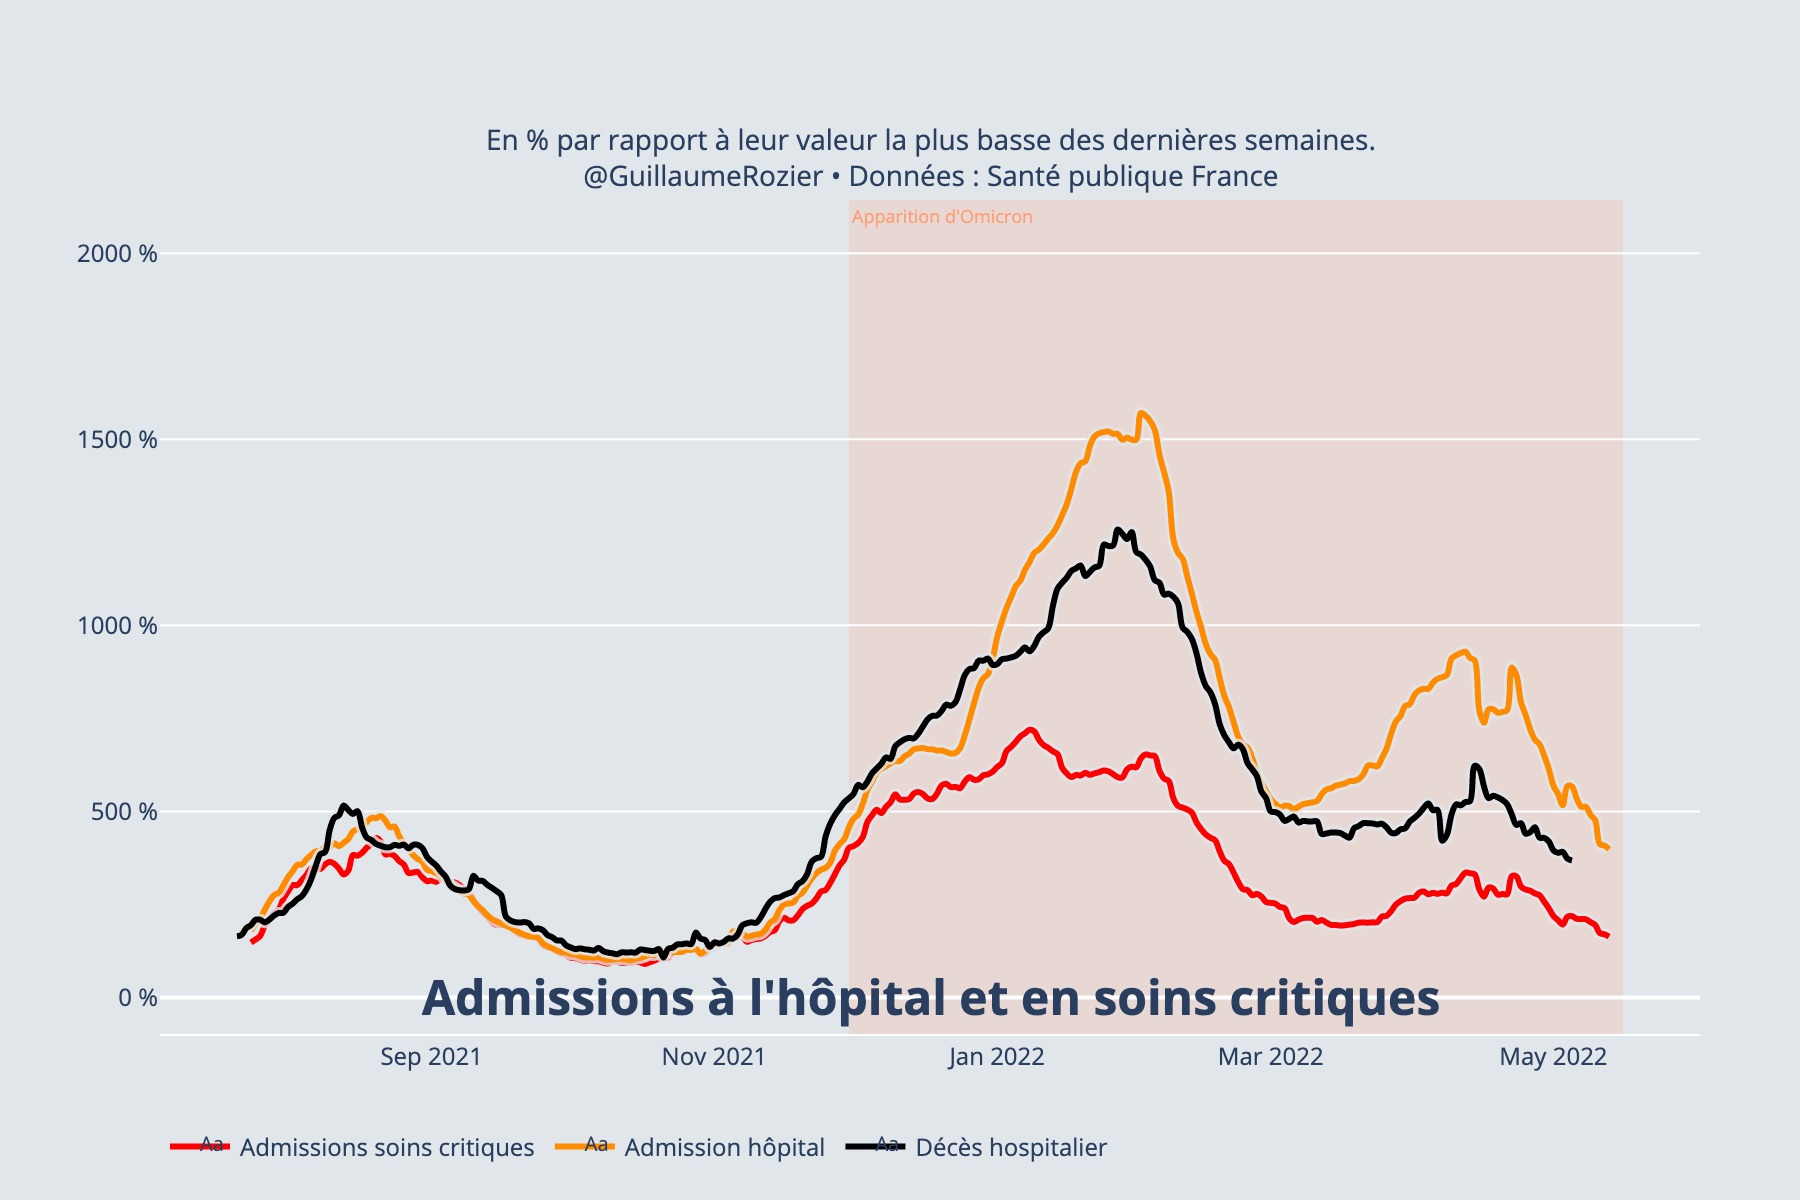 En % par rapport à leur valeur la plus basse des dernières semaines.
@GuillaumeRozier • Données : Santé publique France
Apparition d'Omicron
2000 %
1500 %
1000 %
500 %
0 %
Admissions à l'hôpital et en soins critiques
Sep 2021
Nov 2021
Jan 2022
Mar 2022
May 2022
Aa Admissions soins critiques
Aa Admission hôpital
Aa Décès hospitalier